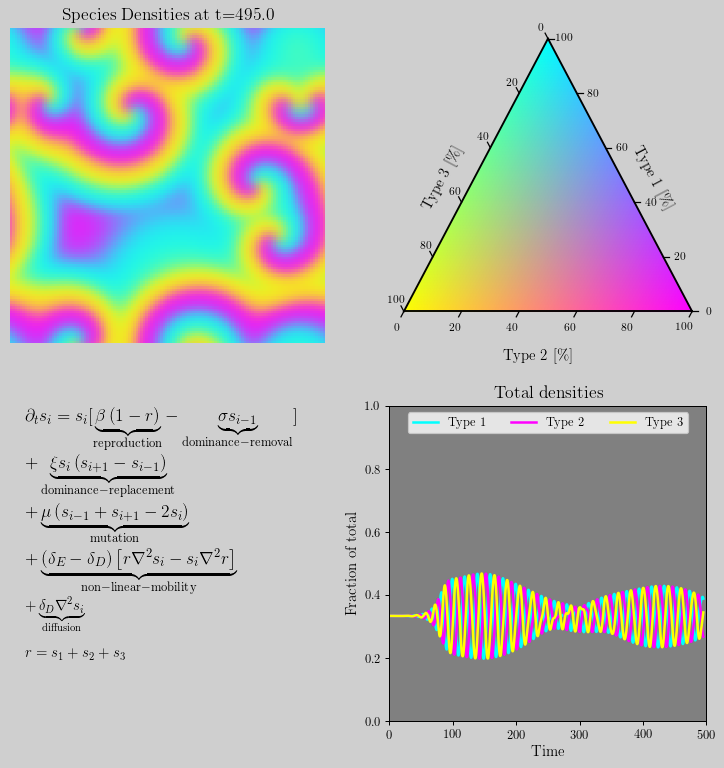 Species Densities at t=495.0
0
100
20
80
40
60
Type 3 [%]
Type 1 [%]
60
40
80
20
100
0
0 20 40 60 80 100
Type 2 [%]
∂ₜsᵢ = sᵢ[ β (1 − r) − σsᵢ₋₁ ]
reproduction dominance−removal
+ ξsᵢ (sᵢ₊₁ − sᵢ₋₁)
dominance−replacement
+ μ (sᵢ₋₁ + sᵢ₊₁ − 2sᵢ)
mutation
+ (δ_E − δ_D) [r∇²sᵢ − sᵢ∇²r]
non−linear−mobility
+ δ_D∇²sᵢ
diffusion
r = s₁ + s₂ + s₃
Total densities
Type 1 Type 2 Type 3
1.0
0.8
0.6
0.4
0.2
0.0
Fraction of total
0 100 200 300 400 500
Time